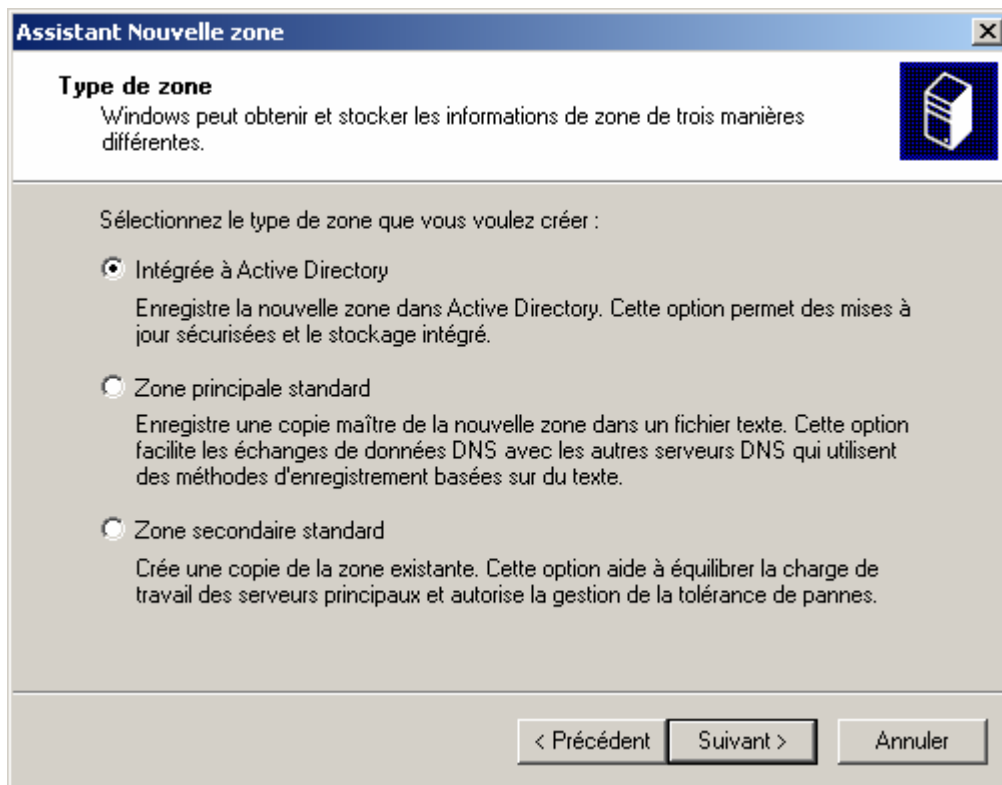 Assistant Nouvelle zone
Type de zone
Windows peut obtenir et stocker les informations de zone de trois manières
différentes.
Sélectionnez le type de zone que vous voulez créer :
Intégrée à Active Directory
Enregistre la nouvelle zone dans Active Directory. Cette option permet des mises à
jour sécurisées et le stockage intégré.
Zone principale standard
Enregistre une copie maître de la nouvelle zone dans un fichier texte. Cette option
facilite les échanges de données DNS avec les autres serveurs DNS qui utilisent
des méthodes d'enregistrement basées sur du texte.
Zone secondaire standard
Crée une copie de la zone existante. Cette option aide à équilibrer la charge de
travail des serveurs principaux et autorise la gestion de la tolérance de pannes.
< Précédent Suivant > Annuler